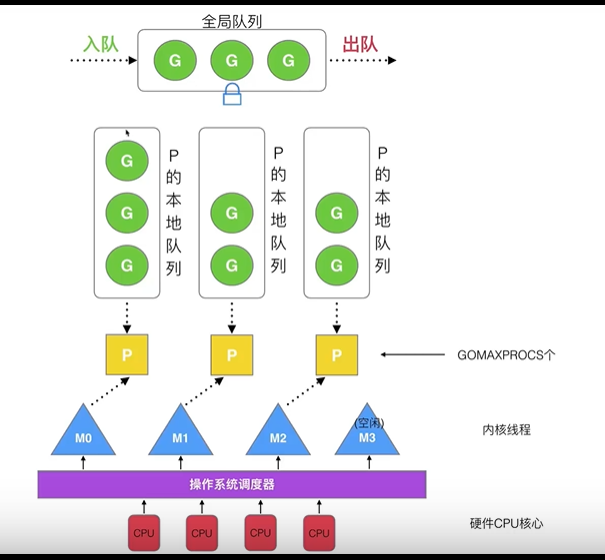 全局队列
入队
出队
G G G
G
P的本地队列
P的本地队列
P的本地队列
G G G
G G G
P P P
GOMAXPROCS个
(空闲)
M0 M1 M2 M3
内核线程
操作系统调度器
CPU CPU CPU CPU
硬件CPU核心